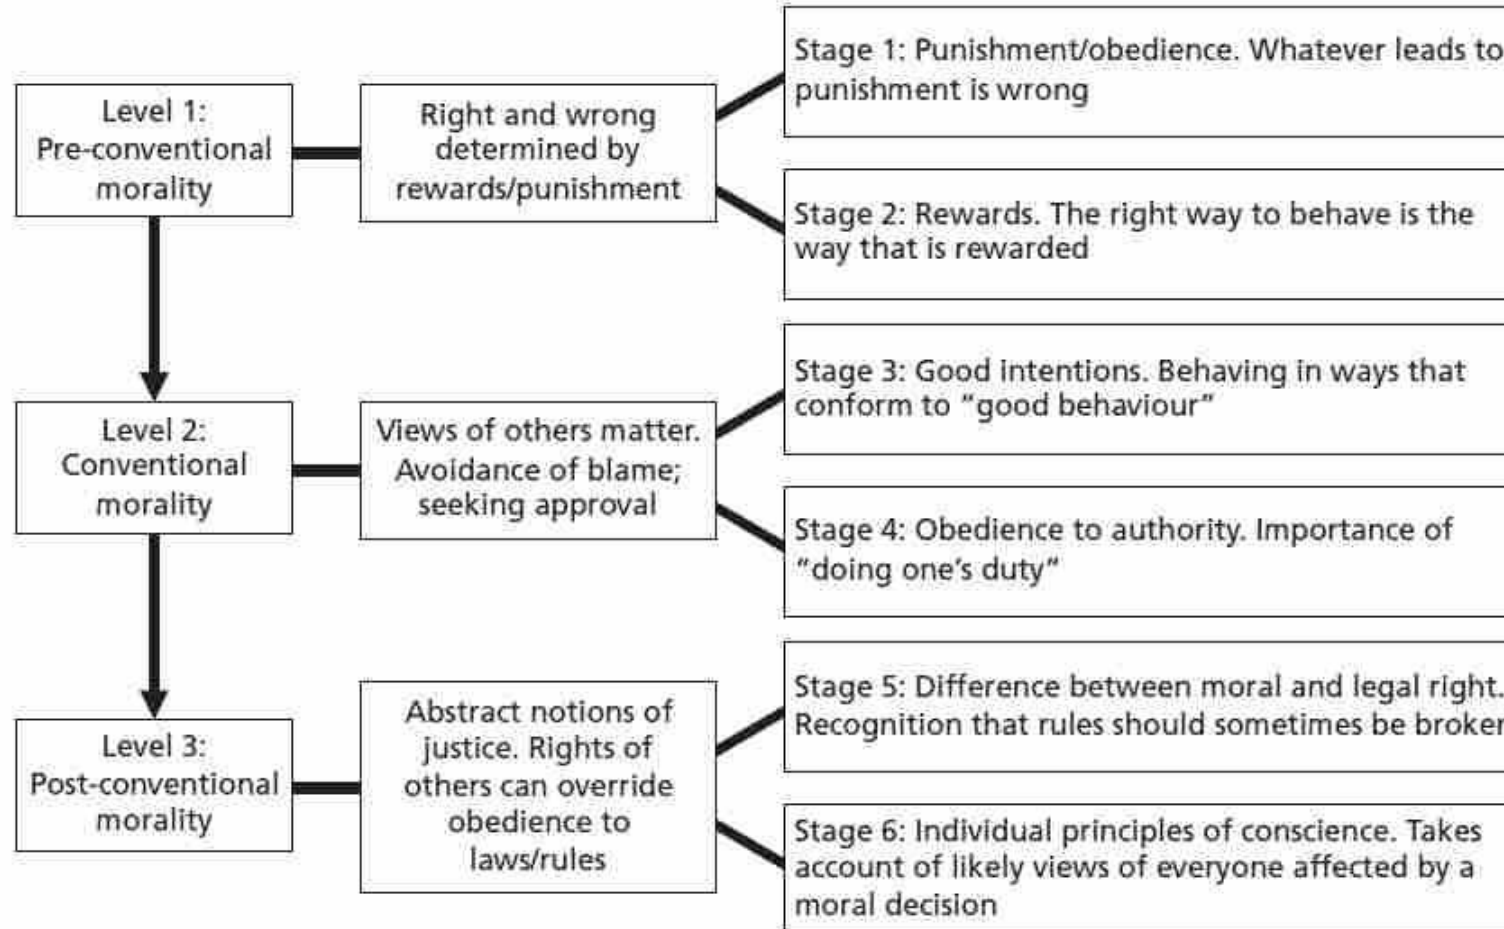 Level 1:
Pre-conventional
morality
Right and wrong
determined by
rewards/punishment
Stage 1: Punishment/obedience. Whatever leads to
punishment is wrong
Stage 2: Rewards. The right way to behave is the
way that is rewarded
Level 2:
Conventional
morality
Views of others matter.
Avoidance of blame;
seeking approval
Stage 3: Good intentions. Behaving in ways that
conform to “good behaviour”
Stage 4: Obedience to authority. Importance of
“doing one’s duty”
Level 3:
Post-conventional
morality
Abstract notions of
justice. Rights of
others can override
obedience to
laws/rules
Stage 5: Difference between moral and legal right.
Recognition that rules should sometimes be broken
Stage 6: Individual principles of conscience. Takes
account of likely views of everyone affected by a
moral decision